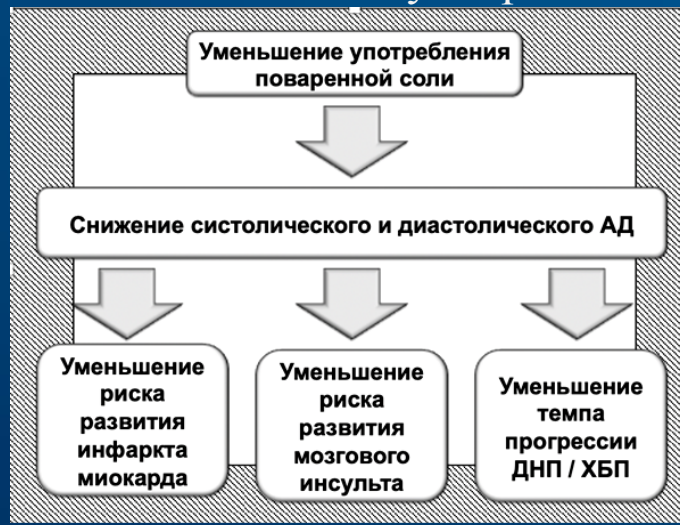 Уменьшение употребления
поваренной соли
Снижение систолического и диастолического АД
Уменьшение
риска
развития
инфаркта
миокарда
Уменьшение
риска
развития
мозгового
инсульта
Уменьшение
темпа
прогрессии
ДНП / ХБП